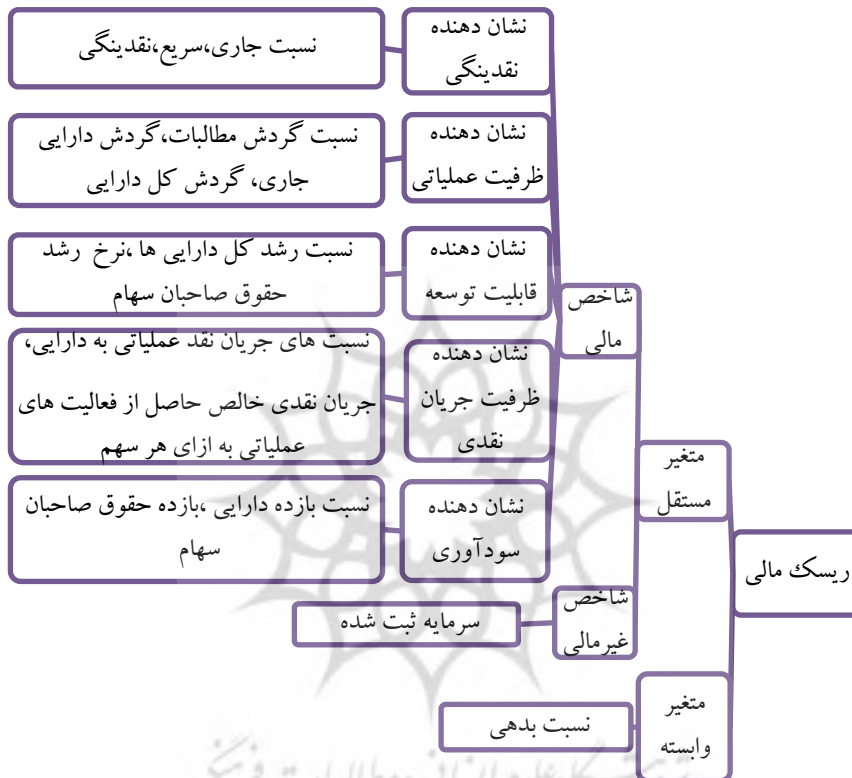 ریسک مالی
متغیر
مستقل
شاخص
مالی
نشان دهنده
نقدینگی
نسبت جاری،سریع،نقدینگی
نشان دهنده
ظرفیت عملیاتی
نسبت گردش مطالبات،گردش دارایی
جاری، گردش کل دارایی
نشان دهنده
قابلیت توسعه
نسبت رشد کل دارایی ها ،نرخ رشد
حقوق صاحبان سهام
نشان دهنده
ظرفیت جریان
نقدی
نسبت های جریان نقد عملیاتی به دارایی،
جریان نقدی خالص حاصل از فعالیت های
عملیاتی به ازای هر سهم
نشان دهنده
سودآوری
نسبت بازده دارایی ،بازده حقوق صاحبان
سهام
شاخص
غیرمالی
سرمایه ثبت شده
متغیر
وابسته
نسبت بدهی